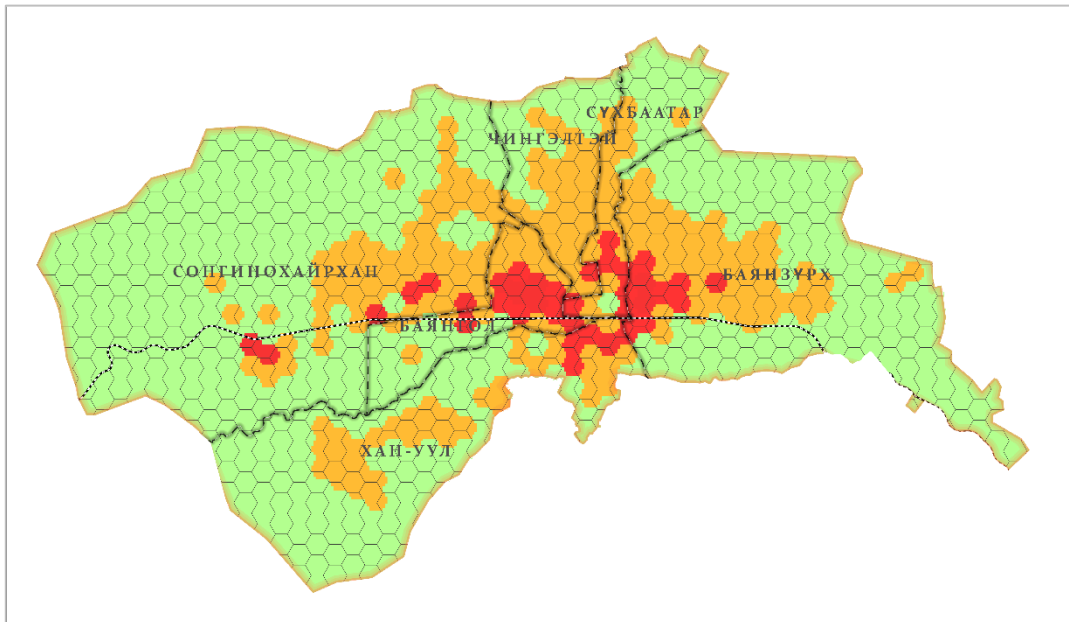 СҮХБААТАР
ЧИНГЭЛТЭЙ
СОНГИНОХАЙРХАН
БАЯНЗҮРХ
БАЯНГОЛ
ХАН-УУЛ